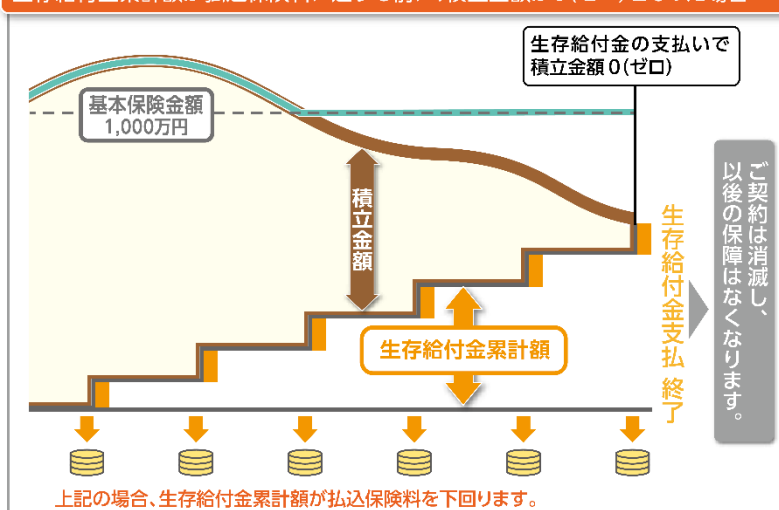 生存給付金の支払いで
積立金額0(ゼロ)
基本保険金額
1,000万円
積立金額
生存給付金累計額
生存給付金支払 終了
ご契約は消滅し、
以後の保障はなくなります。
上記の場合、生存給付金累計額が払込保険料を下回ります。